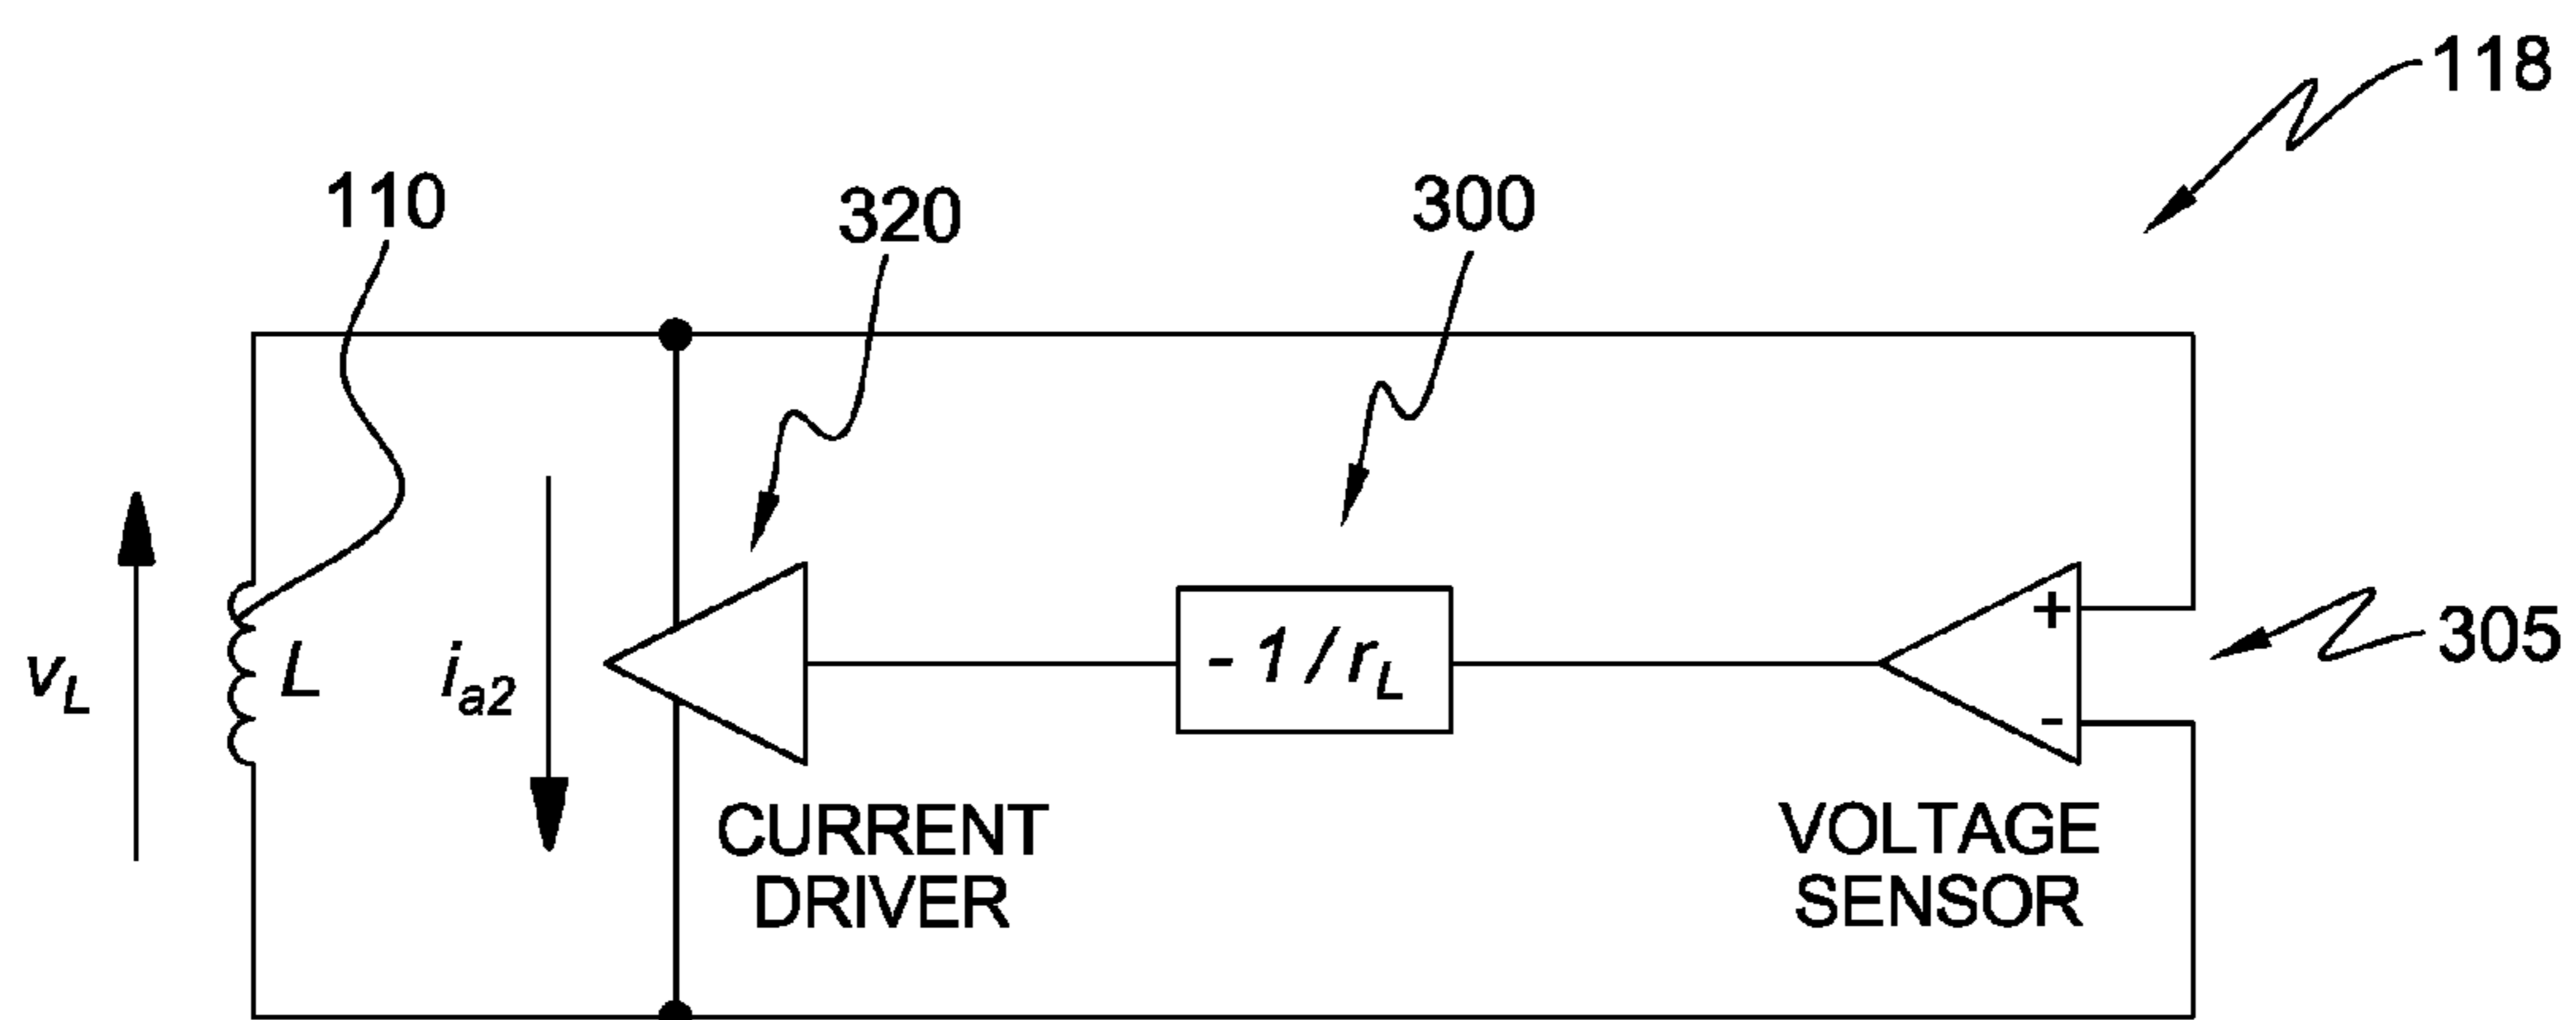 118
110
320
300
+
305
v_L
L
i_a2
- 1 / r_L
-
CURRENT
DRIVER
VOLTAGE
SENSOR